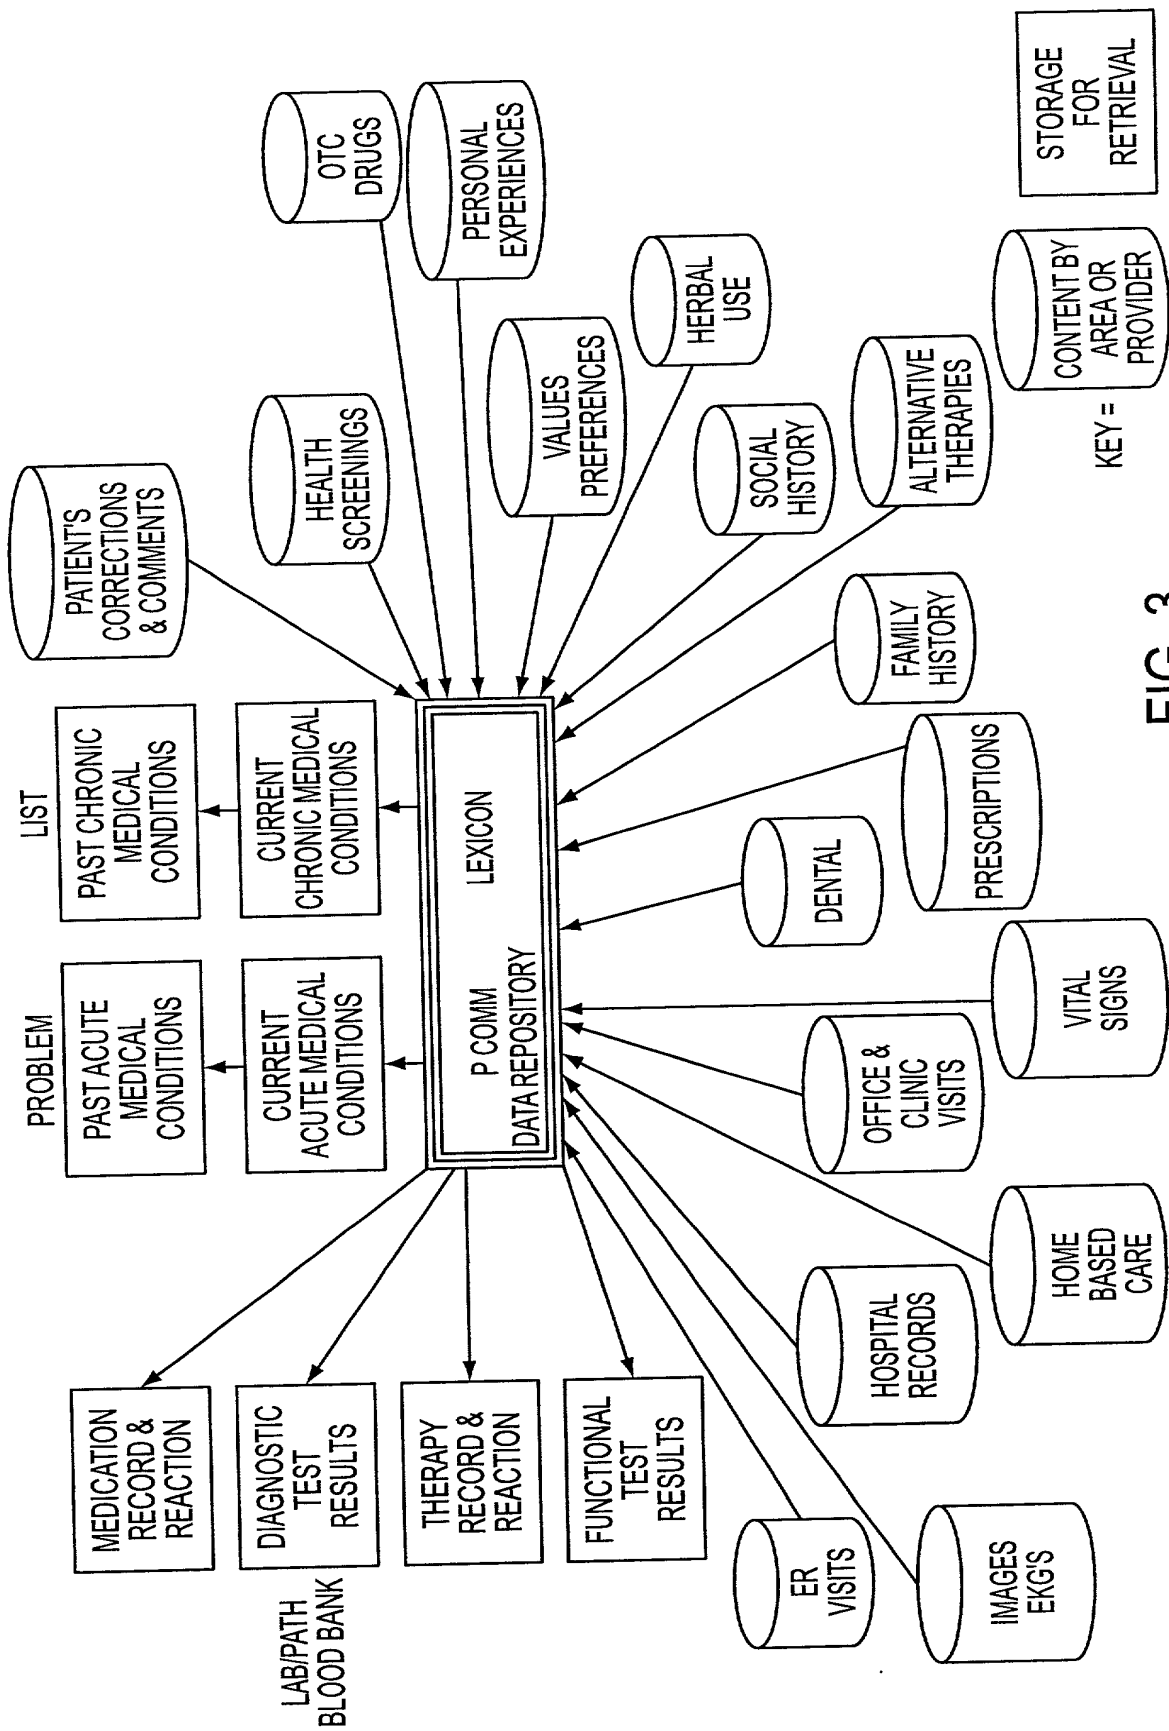 LAB/PATH
BLOOD BANK
MEDICATION
RECORD &
REACTION
DIAGNOSTIC
TEST
RESULTS
THERAPY
RECORD &
REACTION
FUNCTIONAL
TEST
RESULTS
PROBLEM
LIST
PAST ACUTE
MEDICAL
CONDITIONS
PAST CHRONIC
MEDICAL
CONDITIONS
CURRENT
ACUTE MEDICAL
CONDITIONS
CURRENT
CHRONIC MEDICAL
CONDITIONS
P COMM
DATA REPOSITORY
LEXICON
PATIENT'S
CORRECTIONS
& COMMENTS
HEALTH
SCREENINGS
OTC
DRUGS
PERSONAL
EXPERIENCES
VALUES
PREFERENCES
HERBAL
USE
SOCIAL
HISTORY
ALTERNATIVE
THERAPIES
FAMILY
HISTORY
PRESCRIPTIONS
DENTAL
VITAL
SIGNS
OFFICE &
CLINIC
VISITS
HOME
BASED
CARE
HOSPITAL
RECORDS
IMAGES
EKG'S
ER
VISITS
KEY =
CONTENT BY
AREA OR
PROVIDER
STORAGE
FOR
RETRIEVAL
FIG. 3